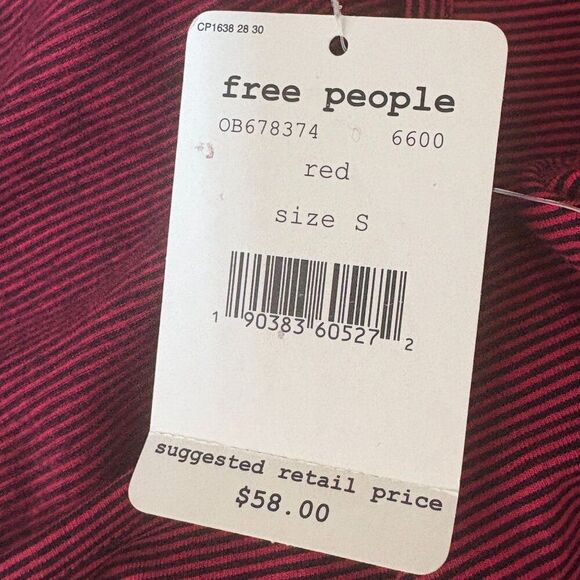 CP1638 28 30
free people
OB678374 6600
red
size S
1 90383 60527 2
suggested retail price
$58.00